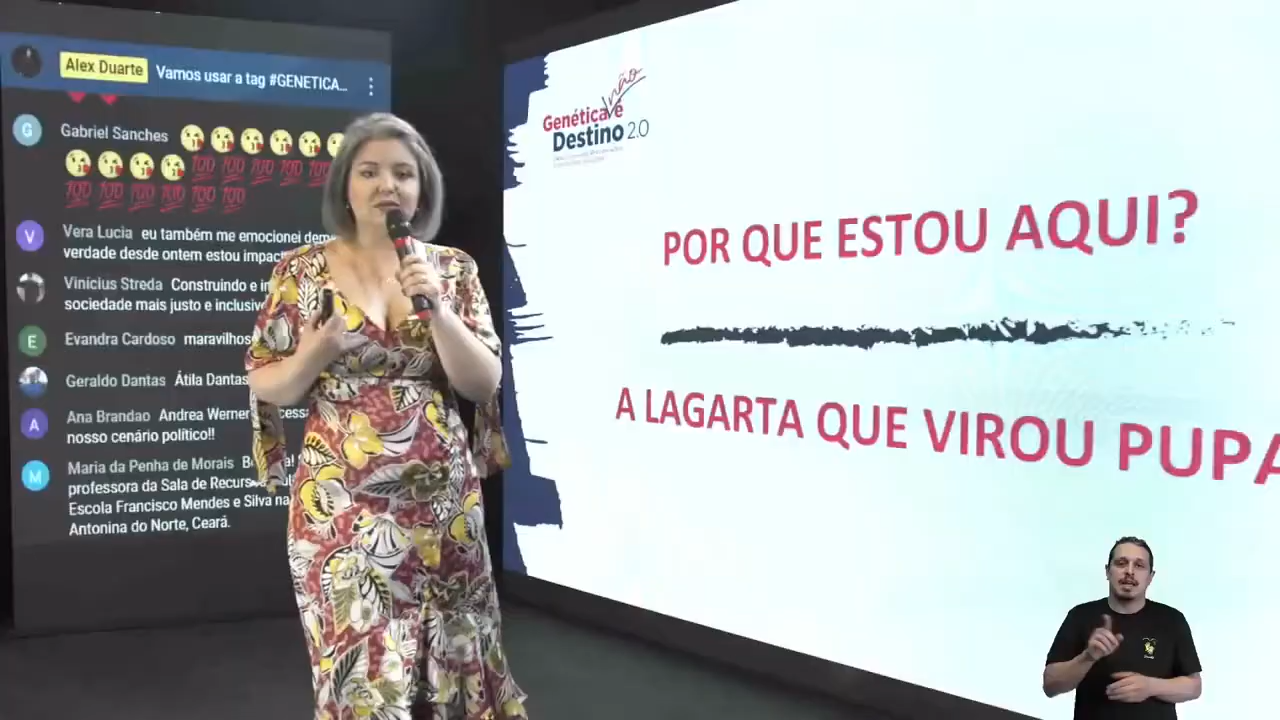 Alex Duarte Vamos usar a tag #GENETICA...
Gabriel Sanches
Vera Lucia eu também me emocionei
verdade desde ontem estou
Vinicius Streda Construindo e
sociedade mais justo e inclusiv
Evandra Cardoso maravilhos
Geraldo Dantas Átila Dantas
Ana Brandao Andrea Werner
nosso cenário político!!
Maria da Penha de Morais
professora da Sala de
Escola Francisco Mendes e Silva na
Antonina do Norte, Ceará.
não
Genética é
Destino 2.0
POR QUE ESTOU AQUI?
A LAGARTA QUE VIROU PUPA